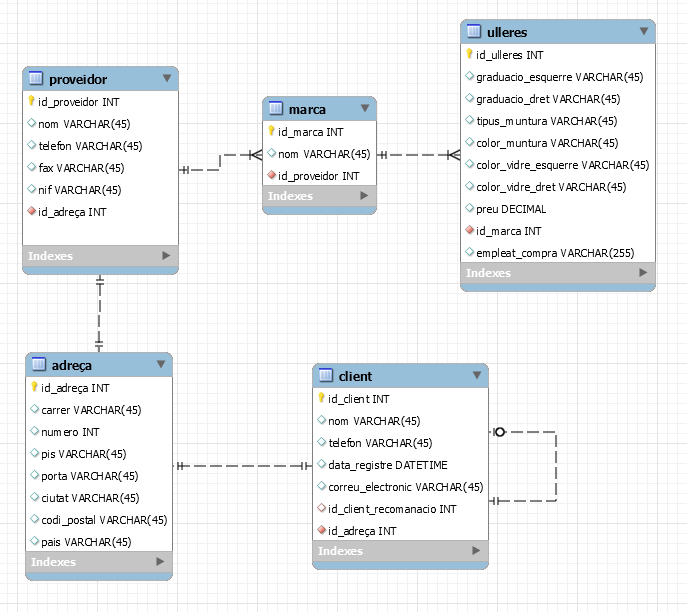 proveidor
id_proveidor INT
nom VARCHAR(45)
telefon VARCHAR(45)
fax VARCHAR(45)
nif VARCHAR(45)
id_adreça INT
Indexes
marca
id_marca INT
nom VARCHAR(45)
id_proveidor INT
Indexes
ulleres
id_ulleres INT
graduacio_esquerre VARCHAR(45)
graduacio_dret VARCHAR(45)
tipus_muntura VARCHAR(45)
color_muntura VARCHAR(45)
color_vidre_esquerre VARCHAR(45)
color_vidre_dret VARCHAR(45)
preu DECIMAL
id_marca INT
empleat_compra VARCHAR(255)
Indexes
adreça
id_adreça INT
carrer VARCHAR(45)
numero INT
pis VARCHAR(45)
porta VARCHAR(45)
ciutat VARCHAR(45)
codi_postal VARCHAR(45)
pais VARCHAR(45)
Indexes
client
id_client INT
nom VARCHAR(45)
telefon VARCHAR(45)
data_registre DATETIME
correu_electronic VARCHAR(45)
id_client_recomanacio INT
id_adreça INT
Indexes